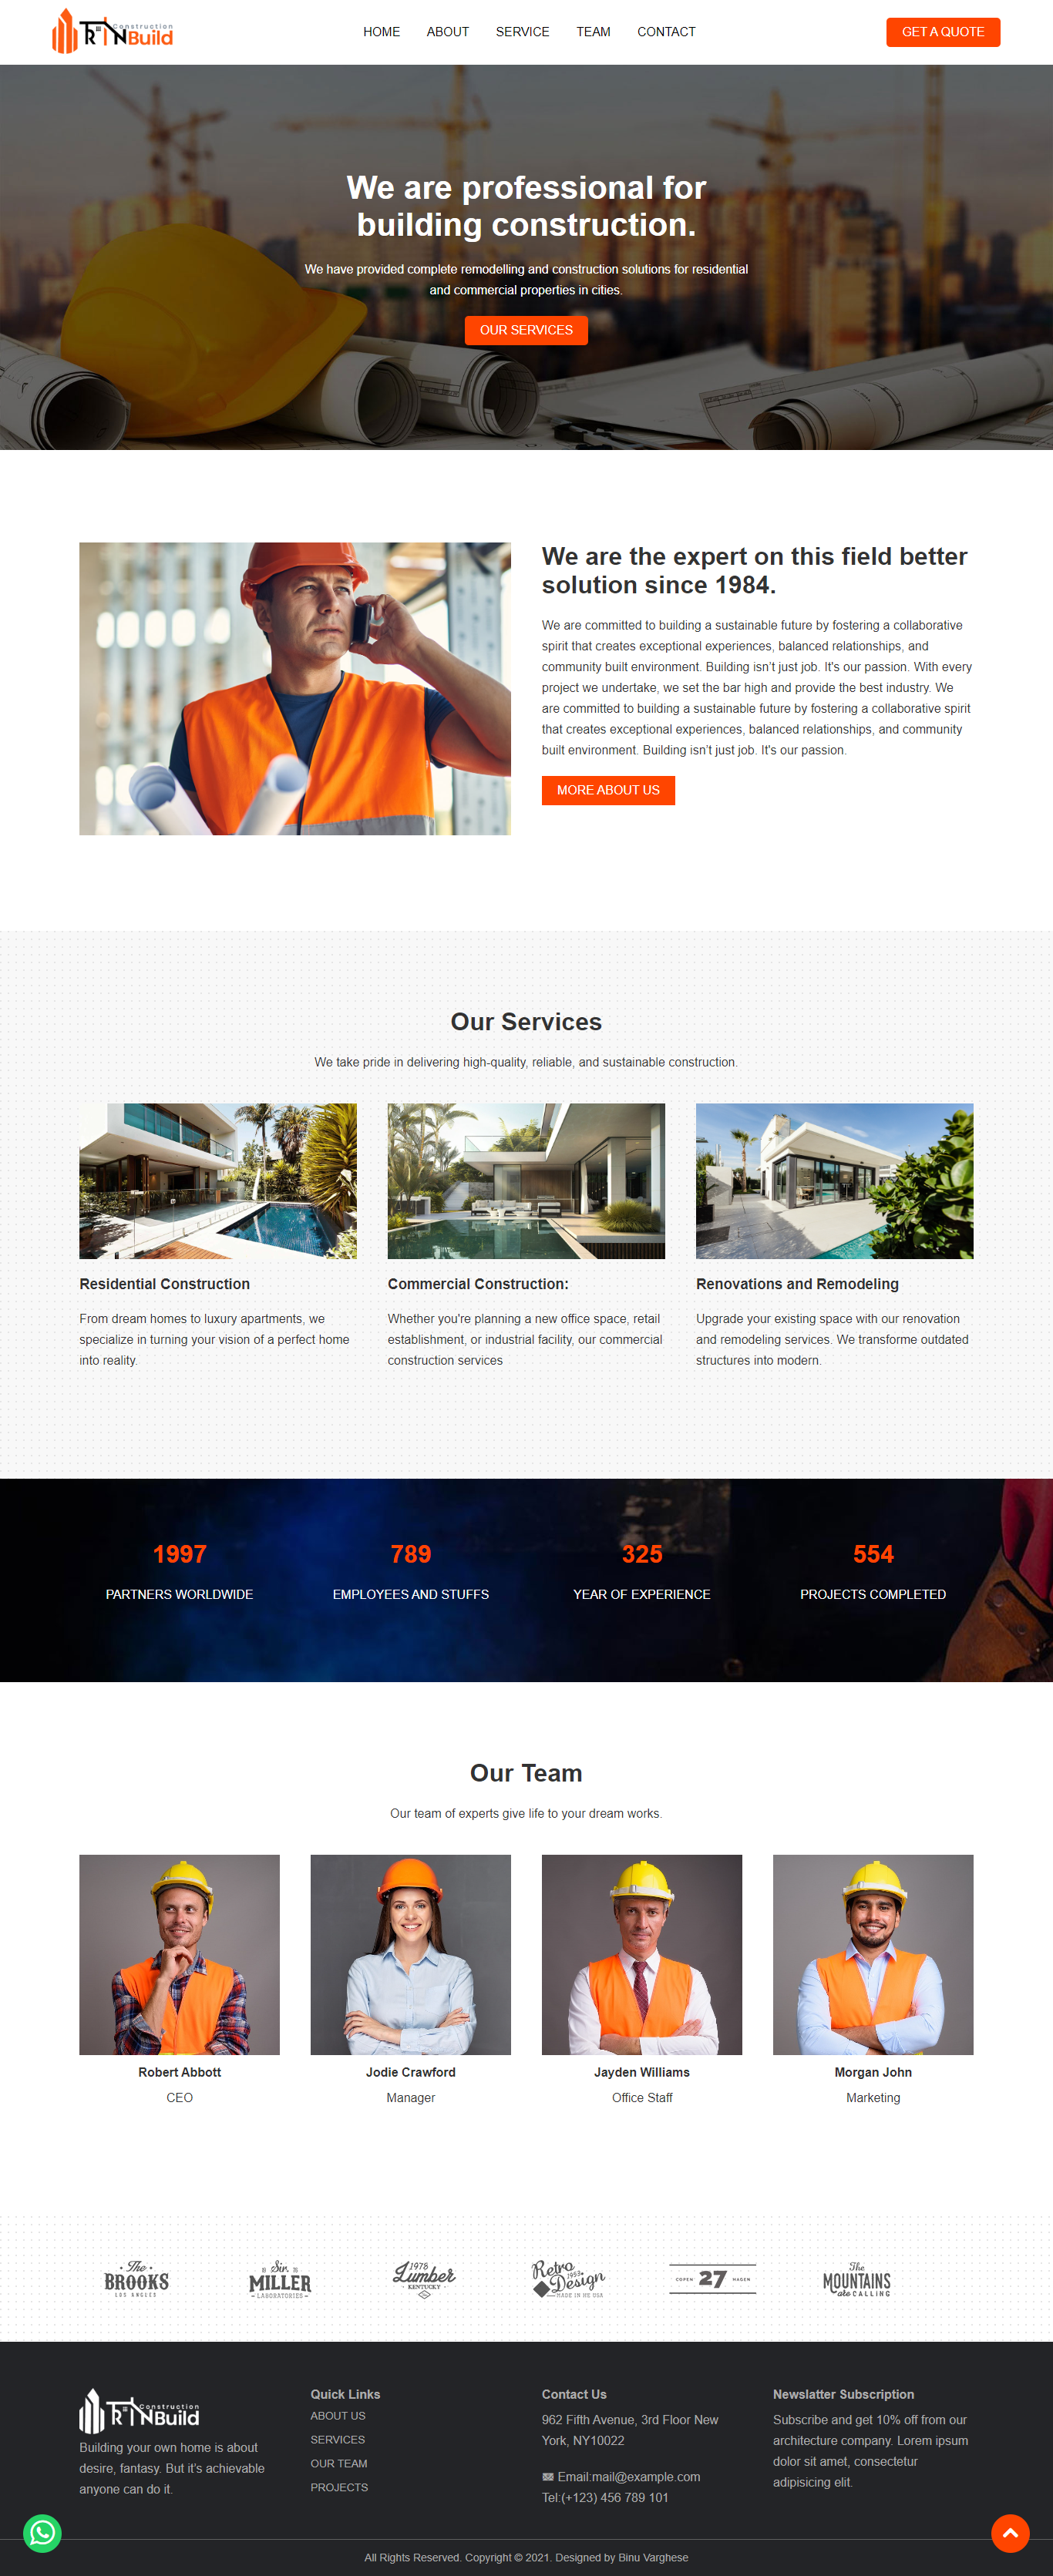 Construction
RTNBuild
HOME ABOUT SERVICE TEAM CONTACT
GET A QUOTE
We are professional for
building construction.
We have provided complete remodelling and construction solutions for residential
and commercial properties in cities.
OUR SERVICES
We are the expert on this field better
solution since 1984.
We are committed to building a sustainable future by fostering a collaborative
spirit that creates exceptional experiences, balanced relationships, and
community built environment. Building isn’t just job. It's our passion. With every
project we undertake, we set the bar high and provide the best industry. We
are committed to building a sustainable future by fostering a collaborative spirit
that creates exceptional experiences, balanced relationships, and community
built environment. Building isn’t just job. It's our passion.
MORE ABOUT US
Our Services
We take pride in delivering high-quality, reliable, and sustainable construction.
Residential Construction
From dream homes to luxury apartments, we
specialize in turning your vision of a perfect home
into reality.
Commercial Construction:
Whether you're planning a new office space, retail
establishment, or industrial facility, our commercial
construction services
Renovations and Remodeling
Upgrade your existing space with our renovation
and remodeling services. We transforme outdated
structures into modern.
1997
PARTNERS WORLDWIDE
789
EMPLOYEES AND STUFFS
325
YEAR OF EXPERIENCE
554
PROJECTS COMPLETED
Our Team
Our team of experts give life to your dream works.
Robert Abbott
CEO
Jodie Crawford
Manager
Jayden Williams
Office Staff
Morgan John
Marketing
The
BROOKS
LOS ANGELES
Sir.
MILLER
LABORATORIES
1978
Lumber
KENTUCKY
Retro
1953
Design
MADE IN HE USA
COPEN 27 HAGEN
The
MOUNTAINS
are CALLING
Construction
RTNBuild
Building your own home is about
desire, fantasy. But it’s achievable
anyone can do it.
Quick Links
ABOUT US
SERVICES
OUR TEAM
PROJECTS
Contact Us
962 Fifth Avenue, 3rd Floor New
York, NY10022
Email:mail@example.com
Tel:(+123) 456 789 101
Newslatter Subscription
Subscribe and get 10% off from our
architecture company. Lorem ipsum
dolor sit amet, consectetur
adipisicing elit.
All Rights Reserved. Copyright © 2021. Designed by Binu Varghese